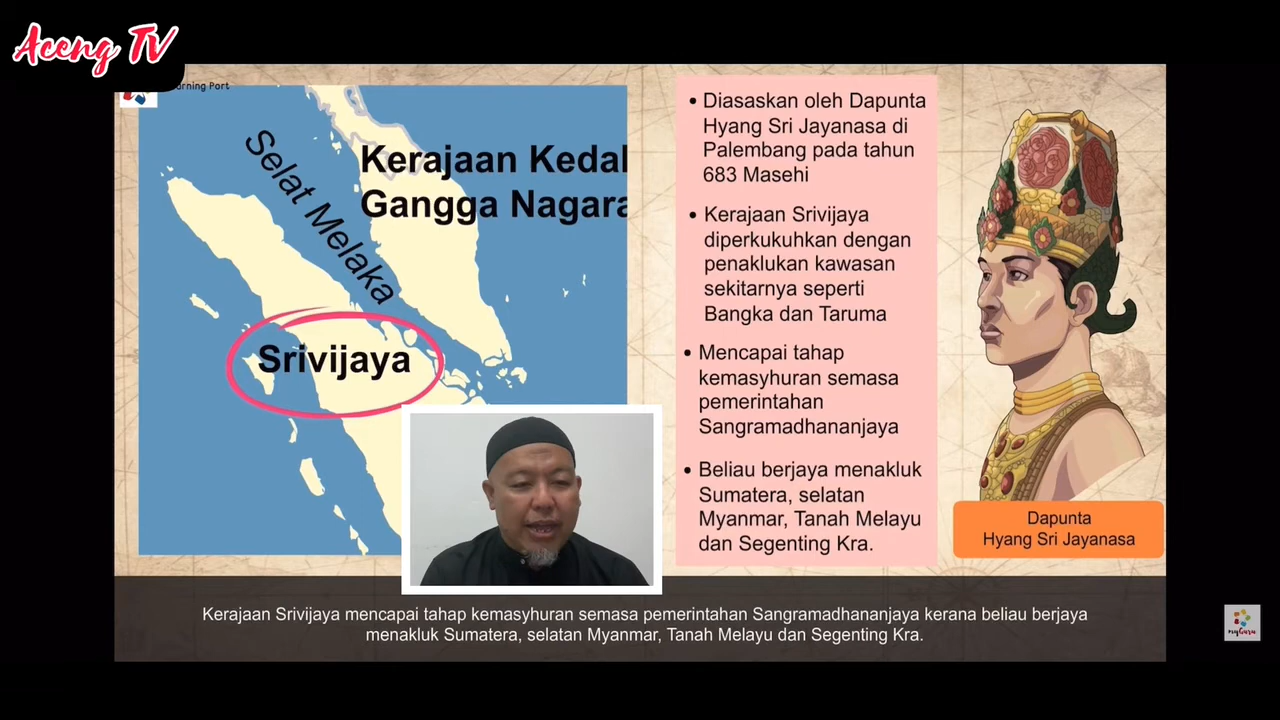 Aceng TV
rning Port
Selat Melaka
Kerajaan Kedah
Gangga Nagara
Srivijaya
• Diasaskan oleh Dapunta
Hyang Sri Jayanasa di
Palembang pada tahun
683 Masehi
• Kerajaan Srivijaya
diperkukuhkan dengan
penaklukan kawasan
sekitarnya seperti
Bangka dan Taruma
• Mencapai tahap
kemasyhuran semasa
pemerintahan
Sangramadhananjaya
• Beliau berjaya menakluk
Sumatera, selatan
Myanmar, Tanah Melayu
dan Segenting Kra.
Dapunta
Hyang Sri Jayanasa
Kerajaan Srivijaya mencapai tahap kemasyhuran semasa pemerintahan Sangramadhananjaya kerana beliau berjaya
menakluk Sumatera, selatan Myanmar, Tanah Melayu dan Segenting Kra.
myGuru